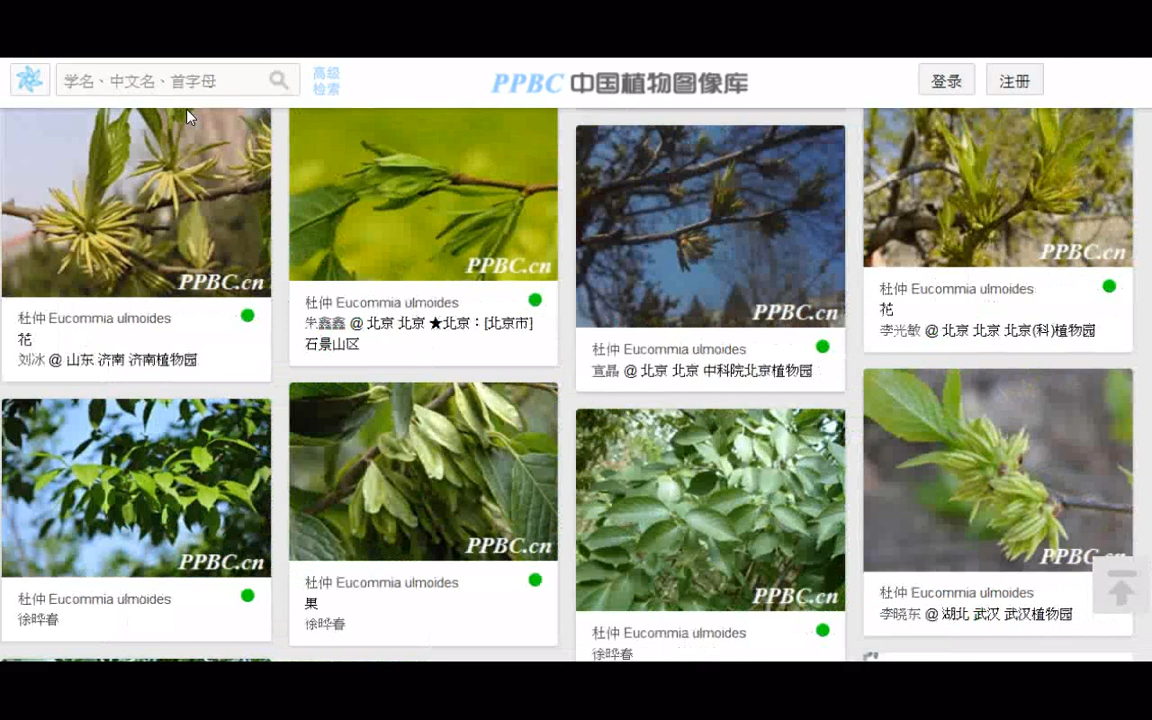 学名、中文名、首字母
高级
检索
PPBC 中国植物图像库
登录
注册
PPBC.cn
杜仲 Eucommia ulmoides
花
刘冰 @ 山东 济南 济南植物园
PPBC.cn
杜仲 Eucommia ulmoides
徐晔春
PPBC.cn
杜仲 Eucommia ulmoides
朱鑫鑫 @ 北京 北京 ★北京：[北京市]
石景山区
PPBC.cn
杜仲 Eucommia ulmoides
果
徐晔春
PPBC.cn
杜仲 Eucommia ulmoides
宣晶 @ 北京 北京 中科院北京植物园
PPBC.cn
杜仲 Eucommia ulmoides
徐晔春
PPBC.cn
杜仲 Eucommia ulmoides
花
李光敏 @ 北京 北京 北京(科)植物园
PPBC.cn
杜仲 Eucommia ulmoides
李晓东 @ 湖北 武汉 武汉植物园